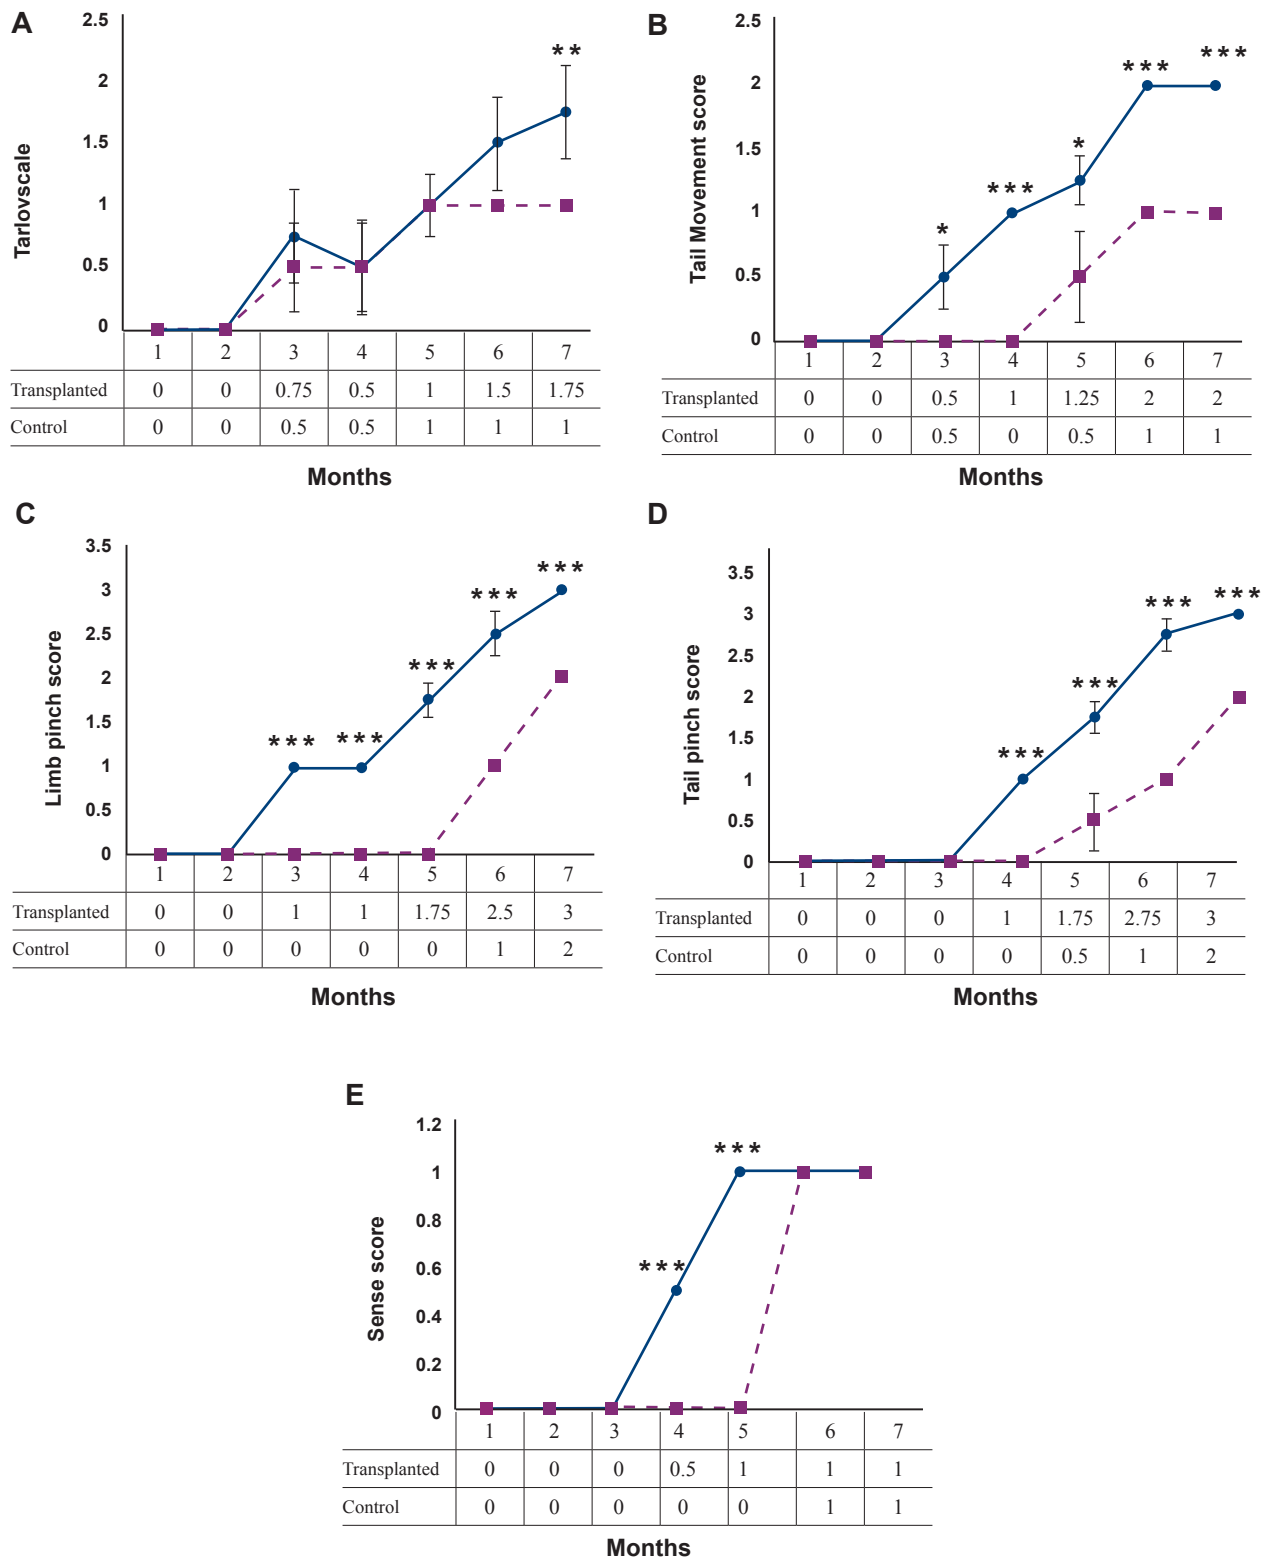 A
2.5
2
1.5
1
0.5
0
Tarlovscale
**
1 2 3 4 5 6 7
Transplanted 0 0 0.75 0.5 1 1.5 1.75
Control 0 0 0.5 0.5 1 1 1
Months
B
2.5
2
1.5
1
0.5
0
Tail Movement score
* *** * *** ***
1 2 3 4 5 6 7
Transplanted 0 0 0.5 1 1.25 2 2
Control 0 0 0.5 0 0.5 1 1
Months
C
3.5
3
2.5
2
1.5
1
0.5
0
Limb pinch score
*** *** *** *** ***
1 2 3 4 5 6 7
Transplanted 0 0 1 1 1.75 2.5 3
Control 0 0 0 0 0 1 2
Months
D
3.5
3
2.5
2
1.5
1
0.5
0
Tail pinch score
*** *** *** ***
1 2 3 4 5 6 7
Transplanted 0 0 0 1 1.75 2.75 3
Control 0 0 0 0 0.5 1 2
Months
E
1.2
1
0.8
0.6
0.4
0.2
0
Sense score
*** ***
1 2 3 4 5 6 7
Transplanted 0 0 0 0.5 1 1 1
Control 0 0 0 0 0 1 1
Months